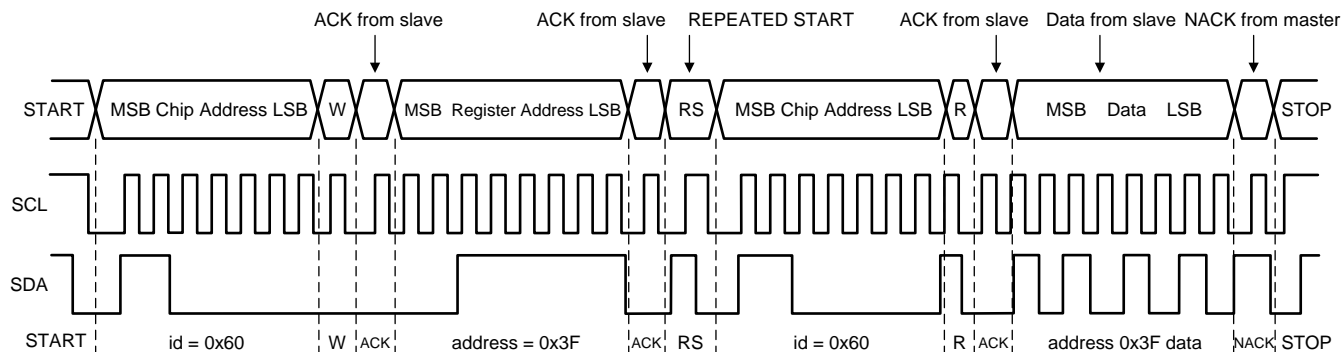 ACK from slave ACK from slave REPEATED START ACK from slave Data from slave NACK from master
START MSB Chip Address LSB W MSB Register Address LSB RS MSB Chip Address LSB R MSB Data LSB STOP
SCL
SDA
START id = 0x60 W ACK address = 0x3F ACK RS id = 0x60 R ACK address 0x3F data NACK STOP